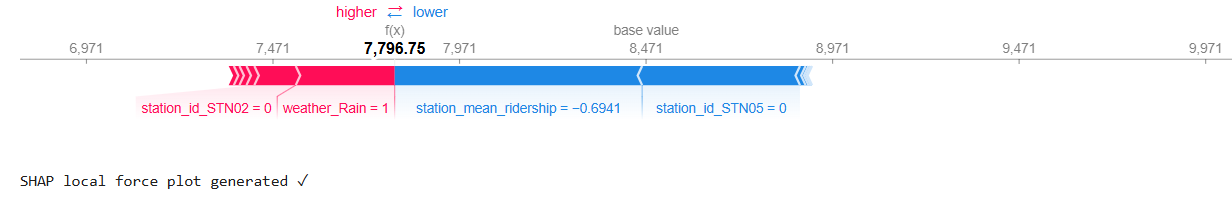 higher ⇄ lower
f(x) base value
6,971 7,471 7,796.75 7,971 8,471 8,971 9,471 9,971
station_id_STN02 = 0 weather_Rain = 1 station_mean_ridership = −0.6941 station_id_STN05 = 0
SHAP local force plot generated ✓